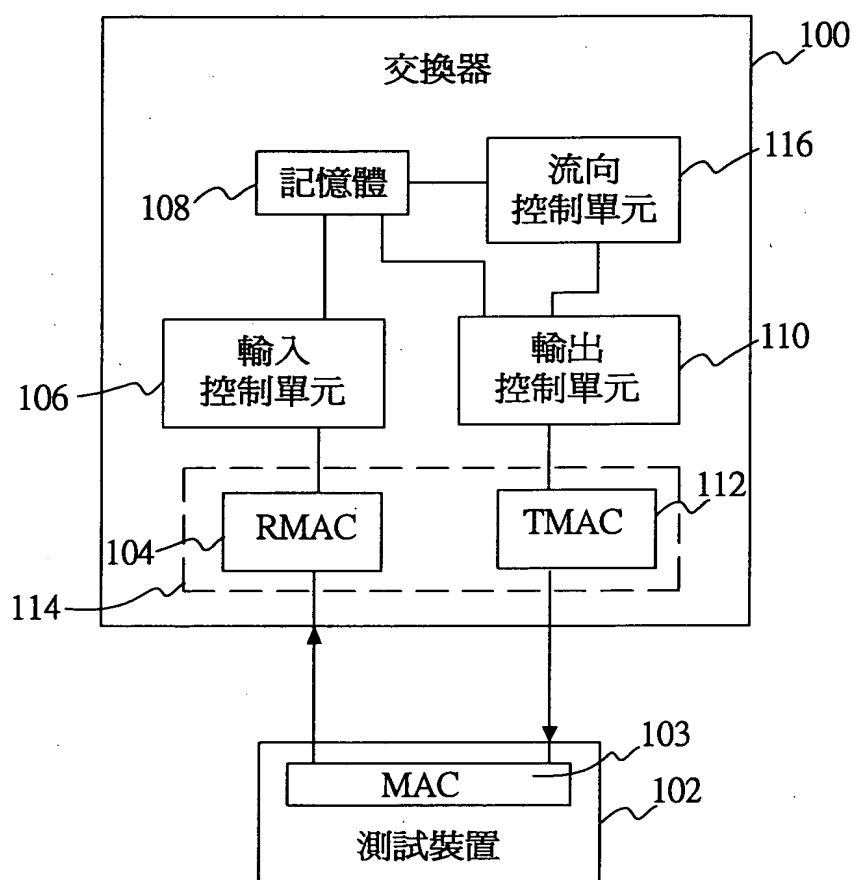 100
交換器
116
流向
控制單元
記憶體
108
輸入
控制單元
106
輸出
控制單元
110
112
RMAC
104
TMAC
114
103
MAC
102
測試裝置